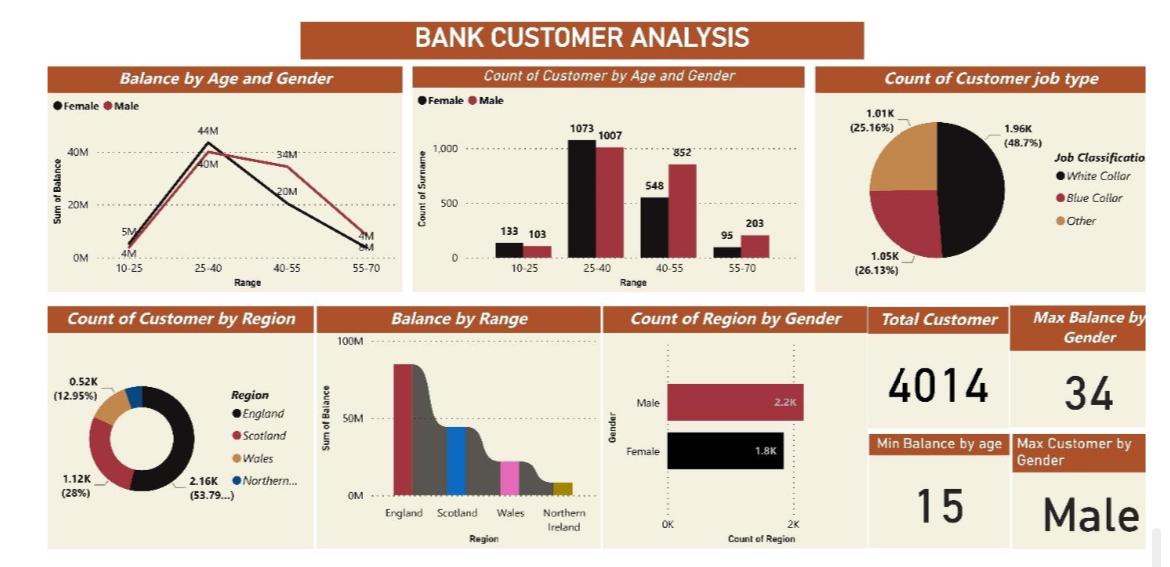 BANK CUSTOMER ANALYSIS
Balance by Age and Gender
Female Male
44M
40M
34M
40M
20M
20M
5M
4M
4M
8M
0M
10-25 25-40 40-55 55-70
Sum of Balance
Range
Count of Customer by Age and Gender
Female Male
1073 1007
1,000
852
548
500
133 103
95 203
0
10-25 25-40 40-55 55-70
Count of Surname
Range
Count of Customer job type
1.01K
(25.16%)
1.96K
(48.7%)
1.05K
(26.13%)
Job Classificatio
White Collar
Blue Collar
Other
Count of Customer by Region
0.52K
(12.95%)
1.12K
(28%)
2.16K
(53.79...)
Region
England
Scotland
Wales
Northern...
Balance by Range
100M
50M
0M
Sum of Balance
England Scotland Wales Northern
Ireland
Region
Count of Region by Gender
Male
2.2K
Female
1.8K
Gender
0K 2K
Count of Region
Total Customer
4014
Max Balance by
Gender
34
Min Balance by age
15
Max Customer by
Gender
Male